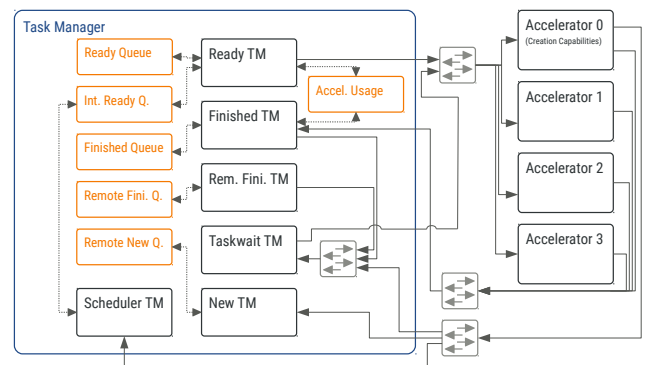 Task Manager
Ready Queue
Ready TM
Accelerator 0
(Creation Capabilities)
Int. Ready Q.
Accel. Usage
Accelerator 1
Finished TM
Finished Queue
Accelerator 2
Rem. Fini. TM
Remote Fini. Q.
Taskwait TM
Accelerator 3
Remote New Q.
Scheduler TM
New TM